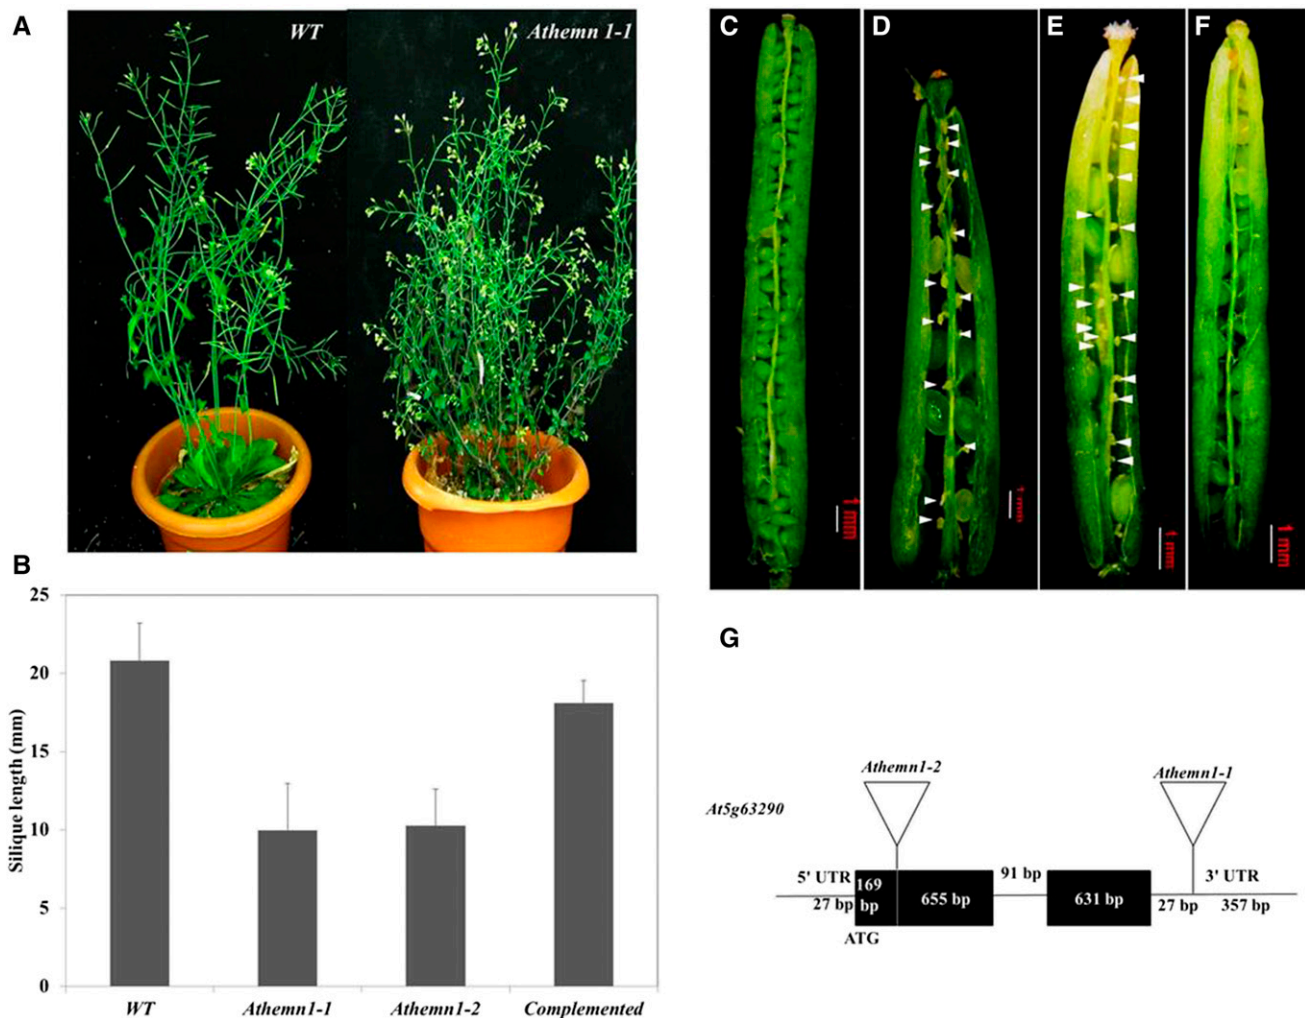 A
WT
Athemn 1-1
C
D
E
F
1 mm
1 mm
1 mm
1 mm
B
25
20
15
10
5
0
Silique length (mm)
WT
Athemn1-1
Athemn1-2
Complemented
G
Athemn1-2
Athemn1-1
At5g63290
5' UTR
27 bp
169
bp
ATG
655 bp
91 bp
631 bp
27 bp
3' UTR
357 bp